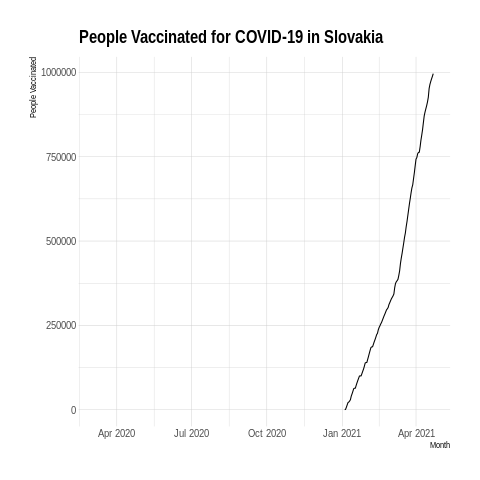 People Vaccinated for COVID-19 in Slovakia
People Vaccinated
1000000
750000
500000
250000
0
Apr 2020 Jul 2020 Oct 2020 Jan 2021 Apr 2021
Month